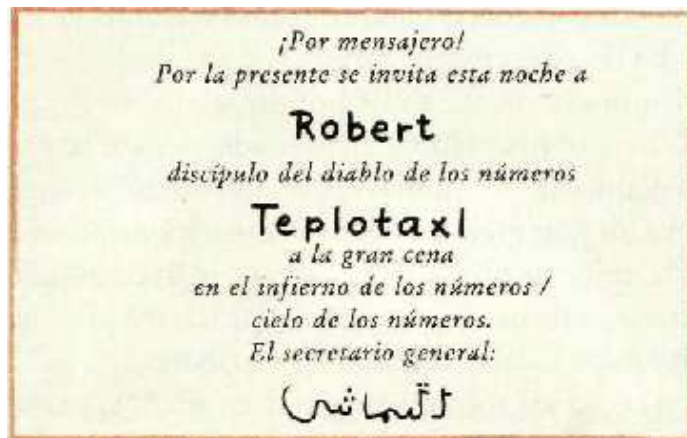 ¡Por mensajero!
Por la presente se invita esta noche a
Robert
discípulo del diablo de los números
Teplotaxl
a la gran cena
en el infierno de los números /
cielo de los números.
El secretario general: